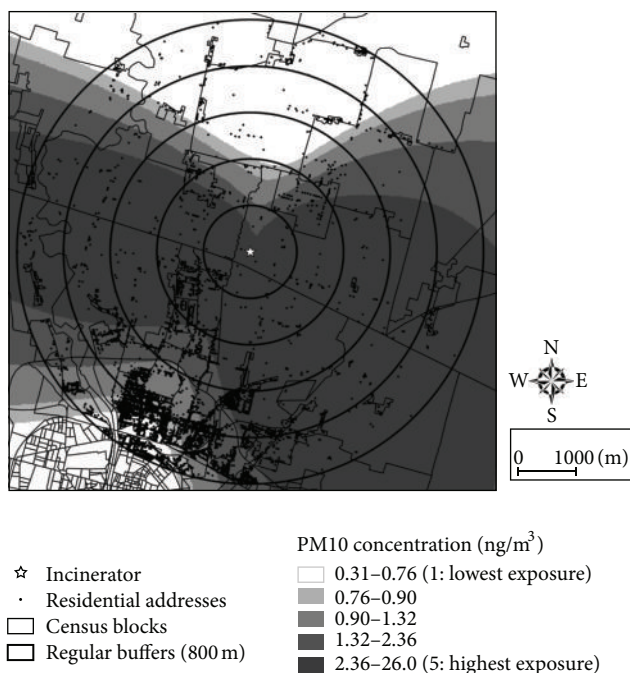 N
W E
S
0 1000 (m)
PM10 concentration (ng/m³)
☆ Incinerator
· Residential addresses
Census blocks
Regular buffers (800 m)
0.31–0.76 (1: lowest exposure)
0.76–0.90
0.90–1.32
1.32–2.36
2.36–26.0 (5: highest exposure)